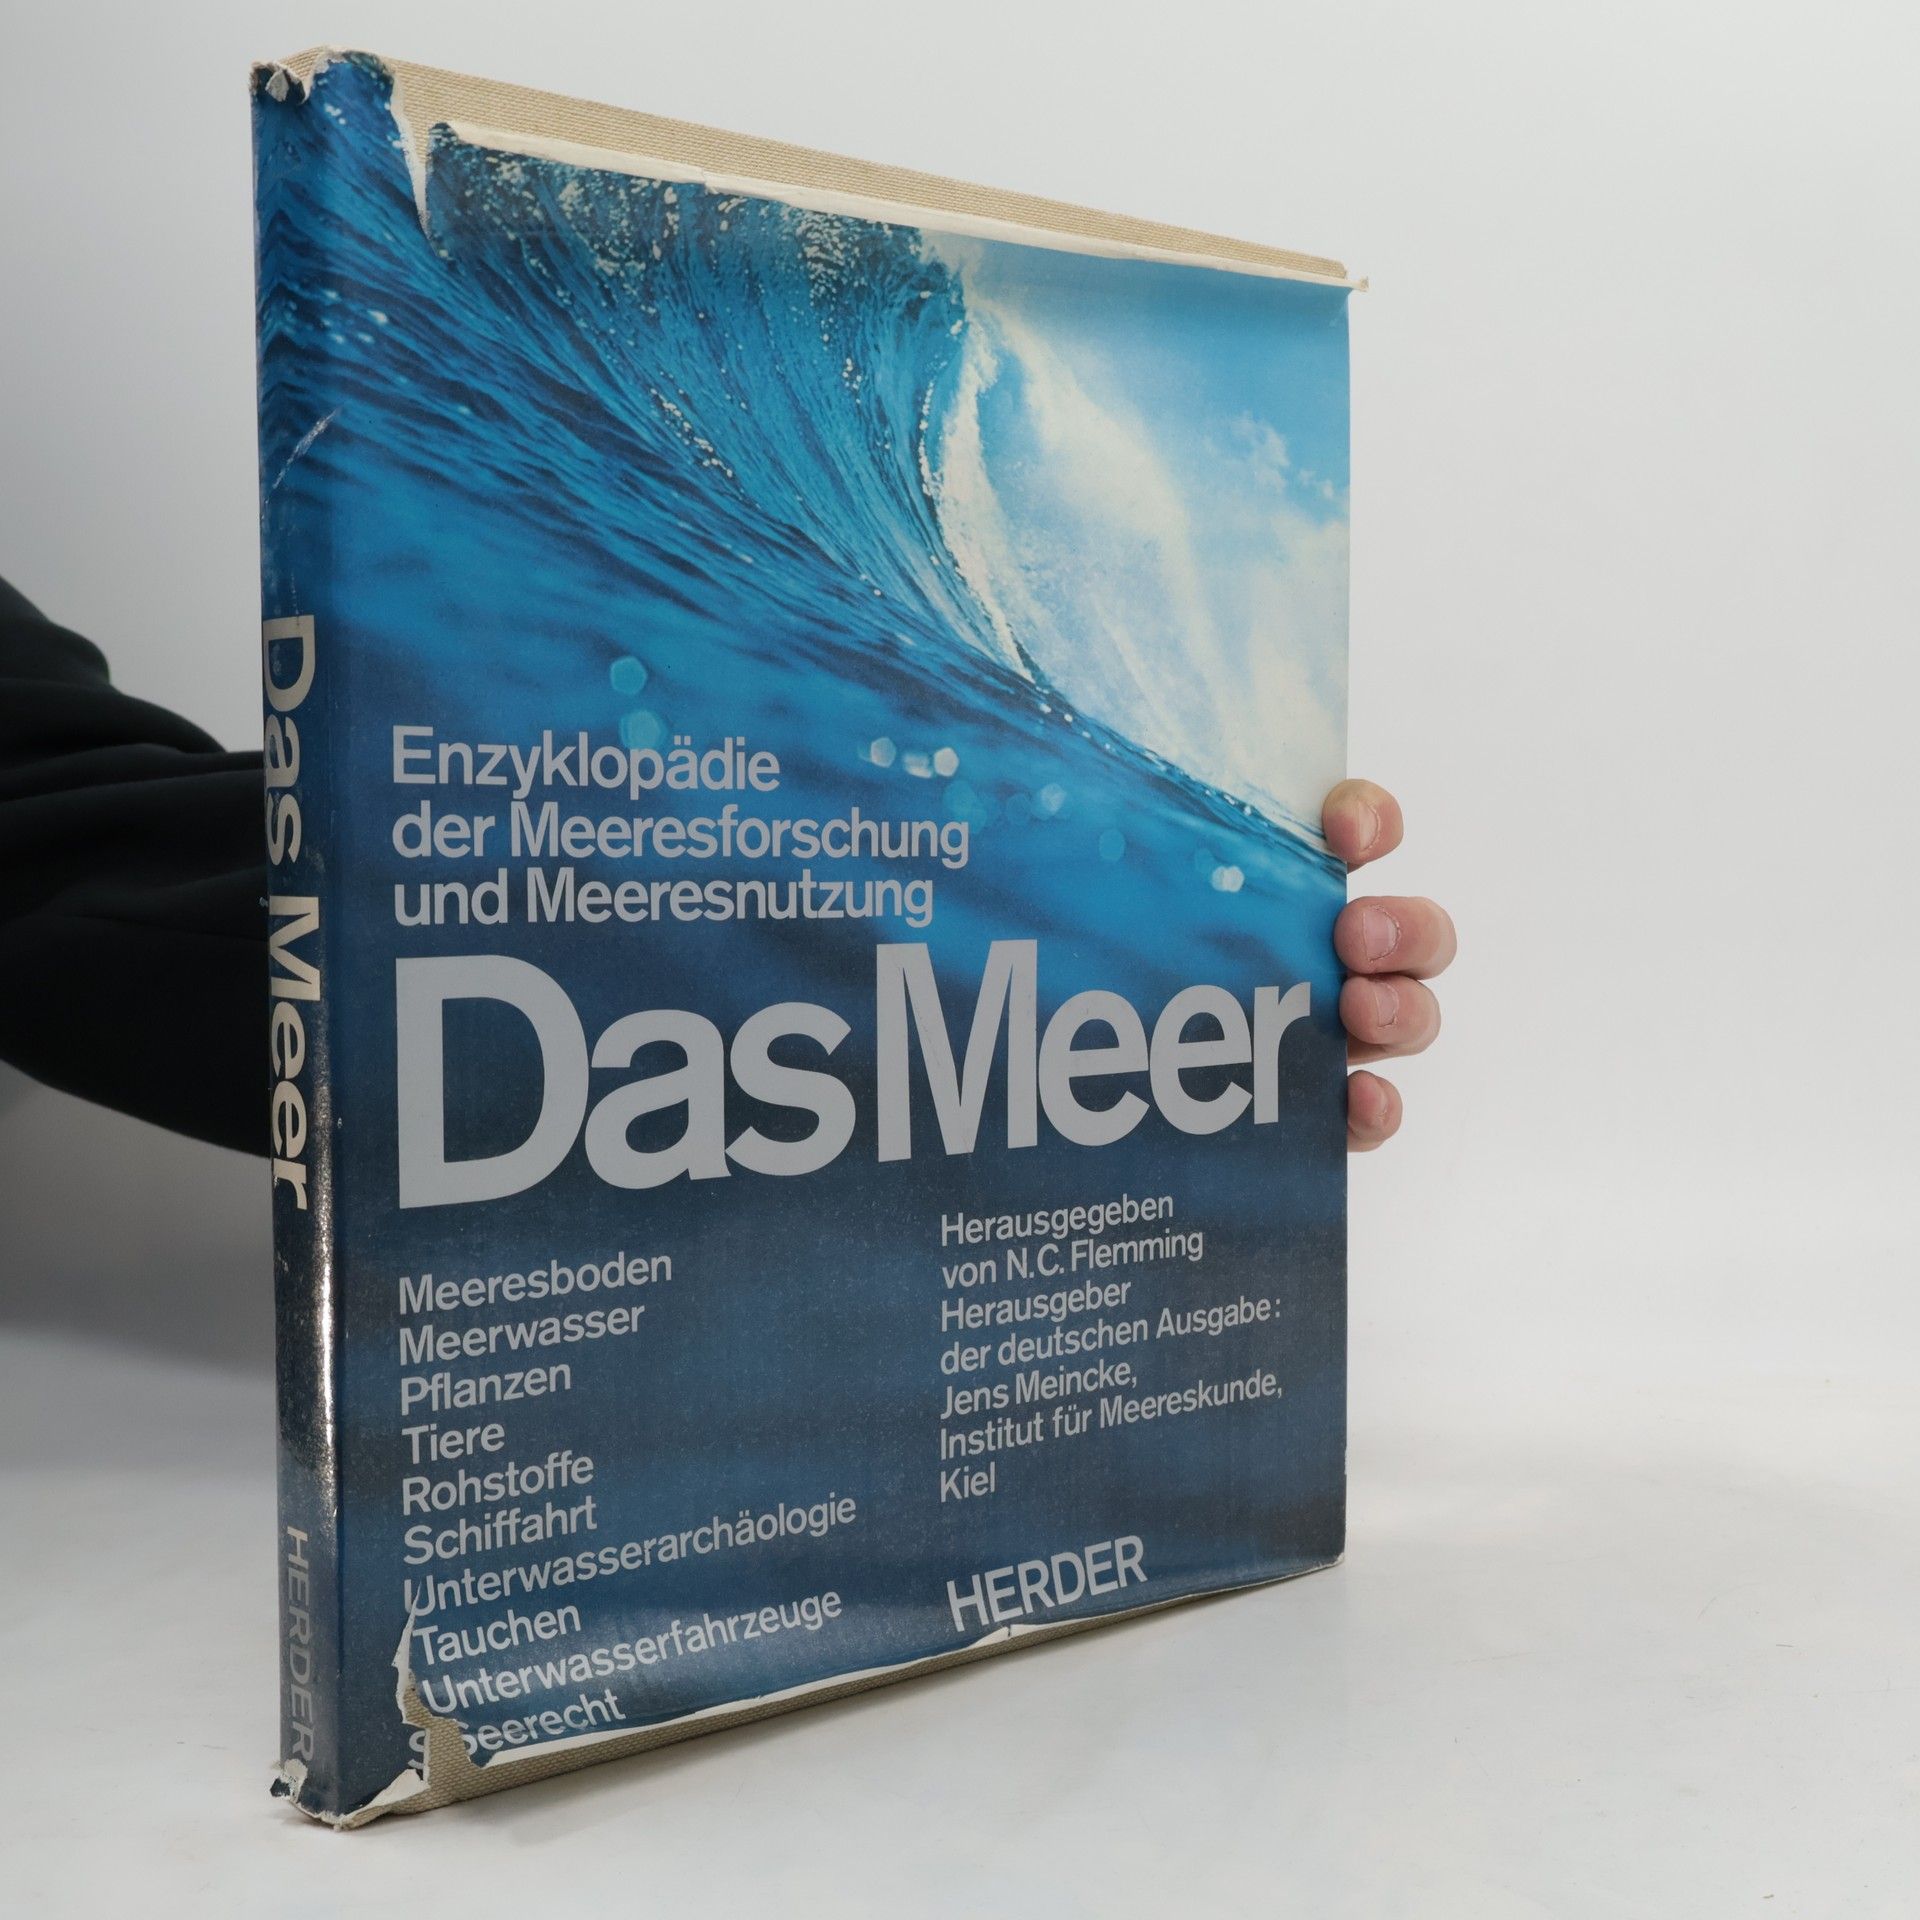 Das Meer
HERDER
Enzyklopädie
der Meeresforschung
und Meeresnutzung
Das Meer
Meeresboden
Meerwasser
Pflanzen
Tiere
Rohstoffe
Schiffahrt
Unterwasserarchäologie
Tauchen
Unterwasserfahrzeuge
Seerecht
Herausgegeben
von N.C. Flemming
Herausgeber
der deutschen Ausgabe:
Jens Meincke,
Institut für Meereskunde,
Kiel
HERDER